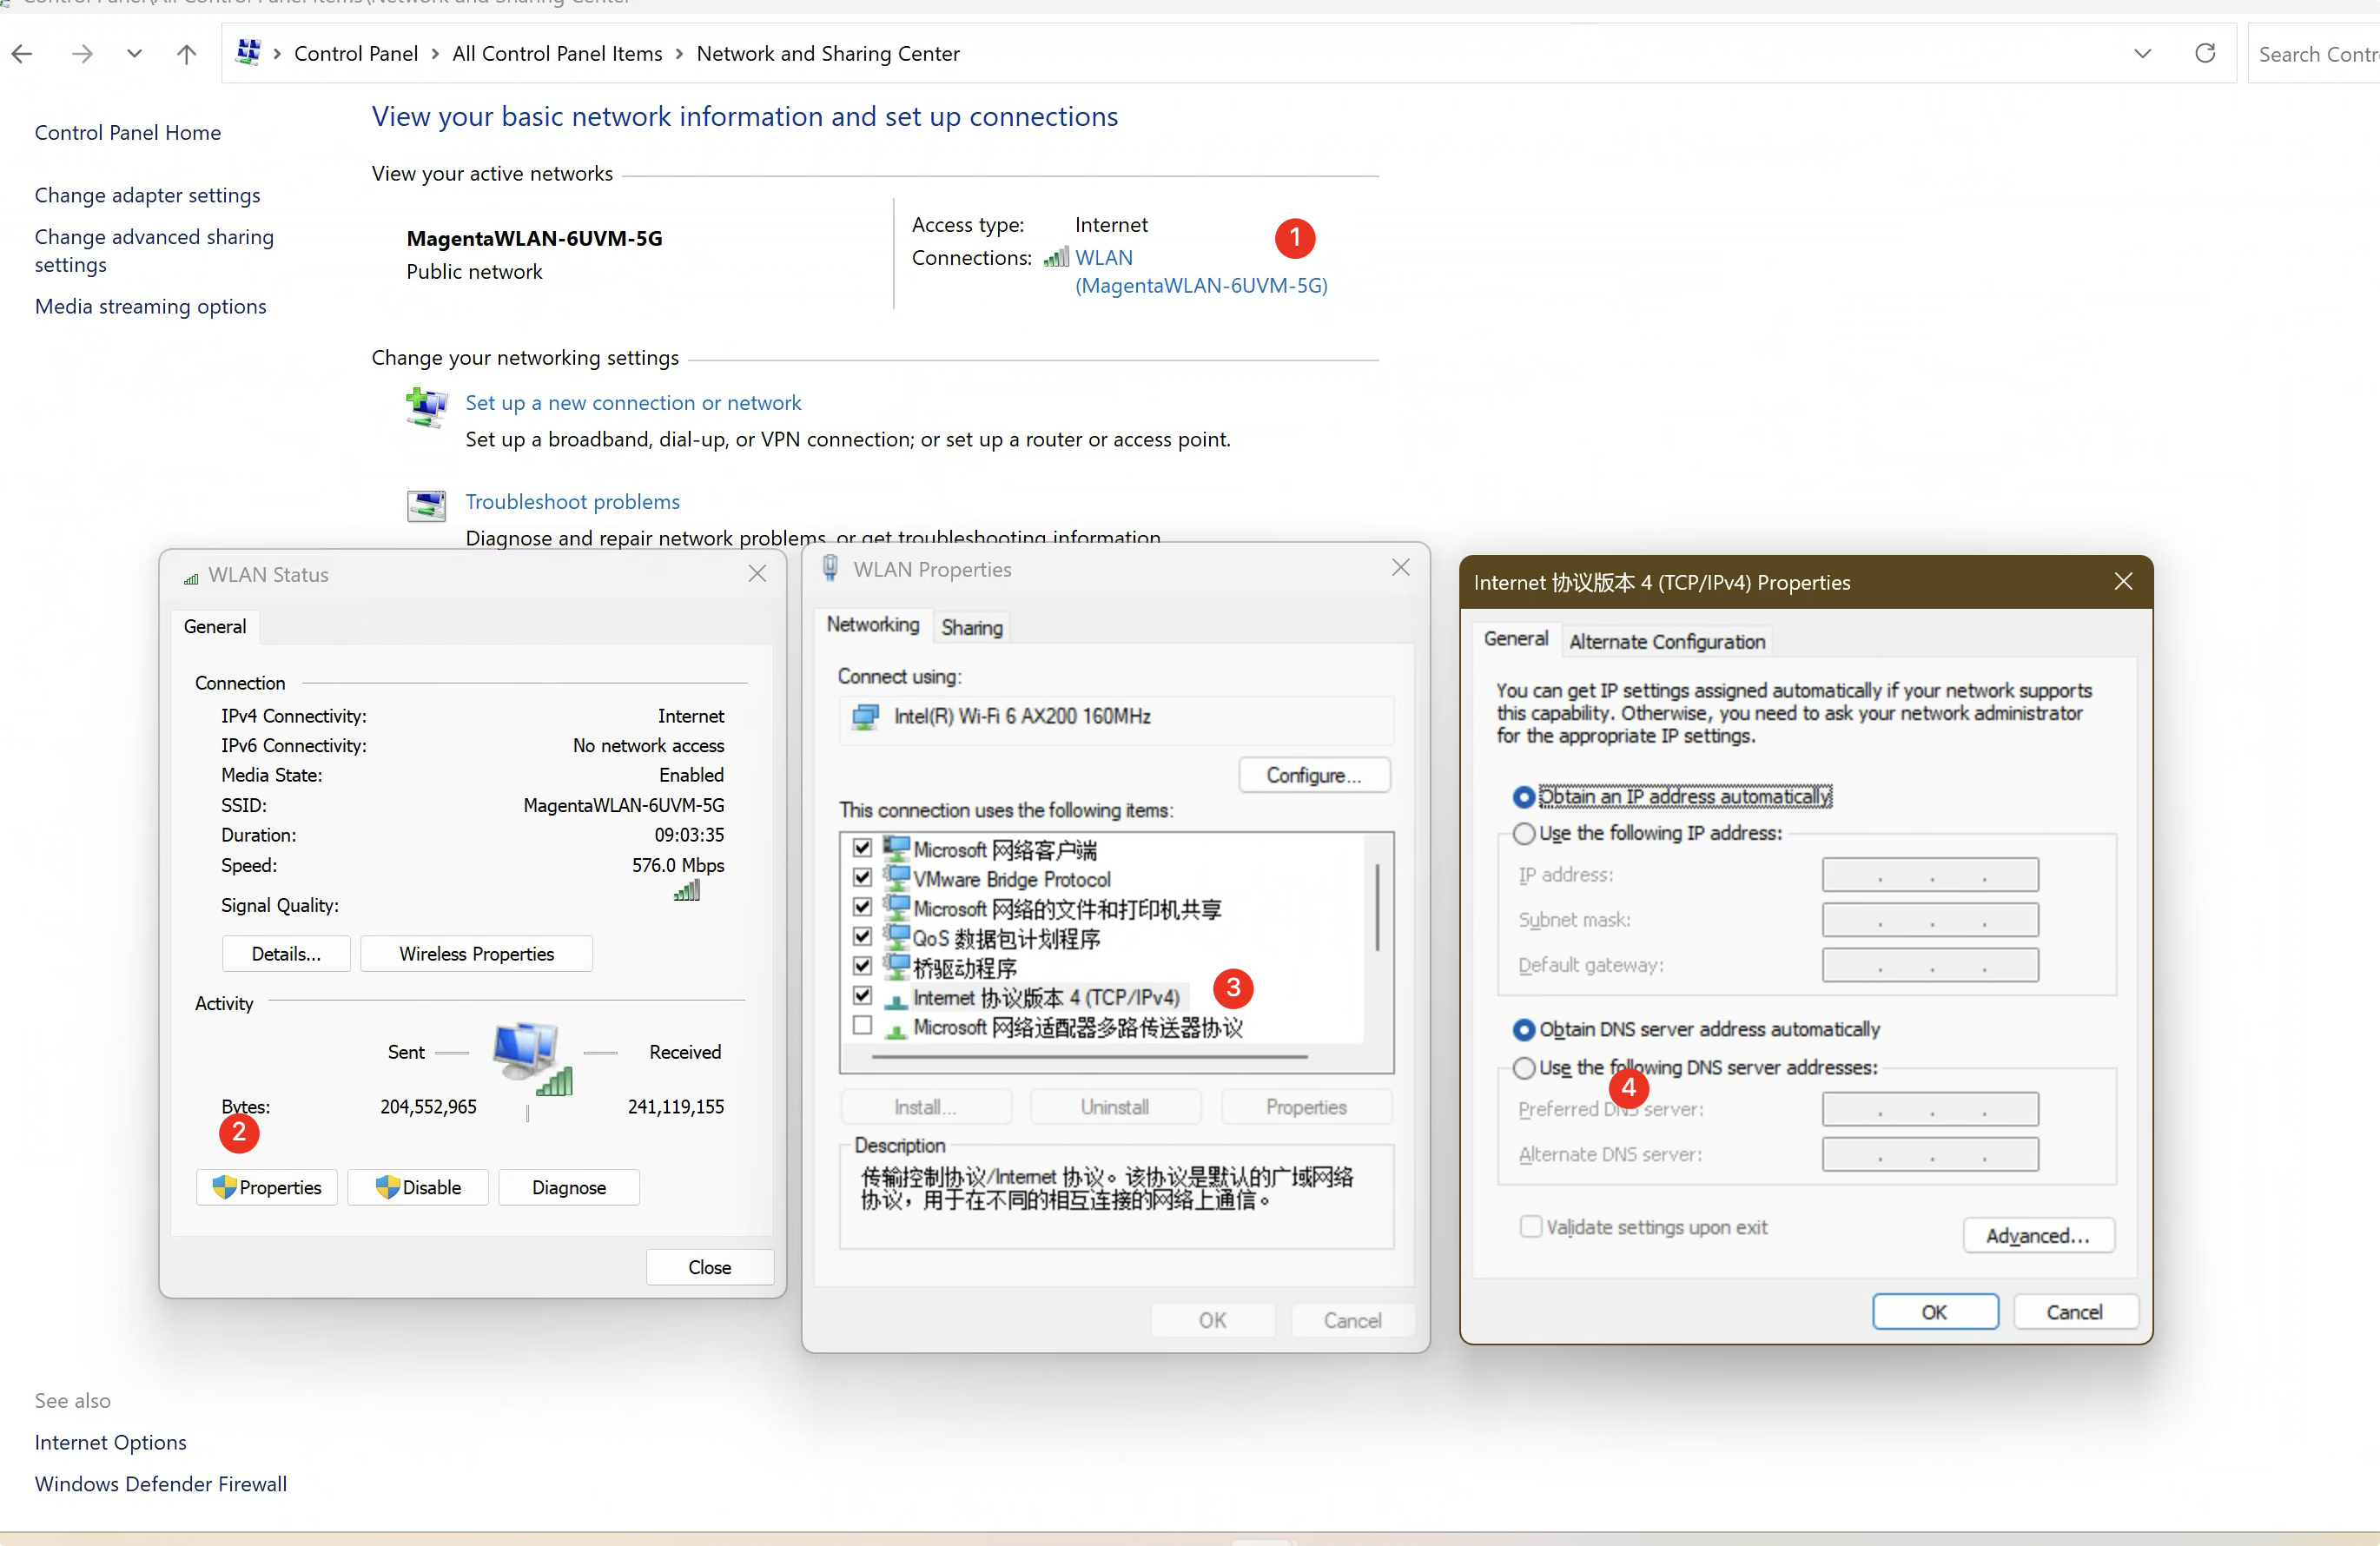 Control Panel\All Control Panel Items\Network and Sharing Center
Control Panel › All Control Panel Items › Network and Sharing Center
Search Contr
Control Panel Home
Change adapter settings
Change advanced sharing
settings
Media streaming options
View your basic network information and set up connections
View your active networks
MagentaWLAN-6UVM-5G
Public network
Access type: Internet
1
Connections: WLAN
(MagentaWLAN-6UVM-5G)
Change your networking settings
Set up a new connection or network
Set up a broadband, dial-up, or VPN connection; or set up a router or access point.
Troubleshoot problems
Diagnose and repair network problems, or get troubleshooting information.
WLAN Status
General
Connection
IPv4 Connectivity: Internet
IPv6 Connectivity: No network access
Media State: Enabled
SSID: MagentaWLAN-6UVM-5G
Duration: 09:03:35
Speed: 576.0 Mbps
Signal Quality:
Details...
Wireless Properties
Activity
Sent
Received
Bytes: 204,552,965 241,119,155
2
Properties
Disable
Diagnose
Close
WLAN Properties
Networking
Sharing
Connect using:
Intel(R) Wi-Fi 6 AX200 160MHz
Configure...
This connection uses the following items:
Microsoft 网络客户端
VMware Bridge Protocol
Microsoft 网络的文件和打印机共享
QoS 数据包计划程序
桥驱动程序
Internet 协议版本 4 (TCP/IPv4)
3
Microsoft 网络适配器多路传送器协议
Install...
Uninstall
Properties
Description
传输控制协议/Internet 协议。该协议是默认的广域网络
协议，用于在不同的相互连接的网络上通信。
OK
Cancel
Internet 协议版本 4 (TCP/IPv4) Properties
General
Alternate Configuration
You can get IP settings assigned automatically if your network supports
this capability. Otherwise, you need to ask your network administrator
for the appropriate IP settings.
Obtain an IP address automatically
Use the following IP address:
IP address: . . .
Subnet mask: . . .
Default gateway: . . .
Obtain DNS server address automatically
Use the following DNS server addresses:
4
Preferred DNS server: . . .
Alternate DNS server: . . .
Validate settings upon exit
Advanced...
OK
Cancel
See also
Internet Options
Windows Defender Firewall